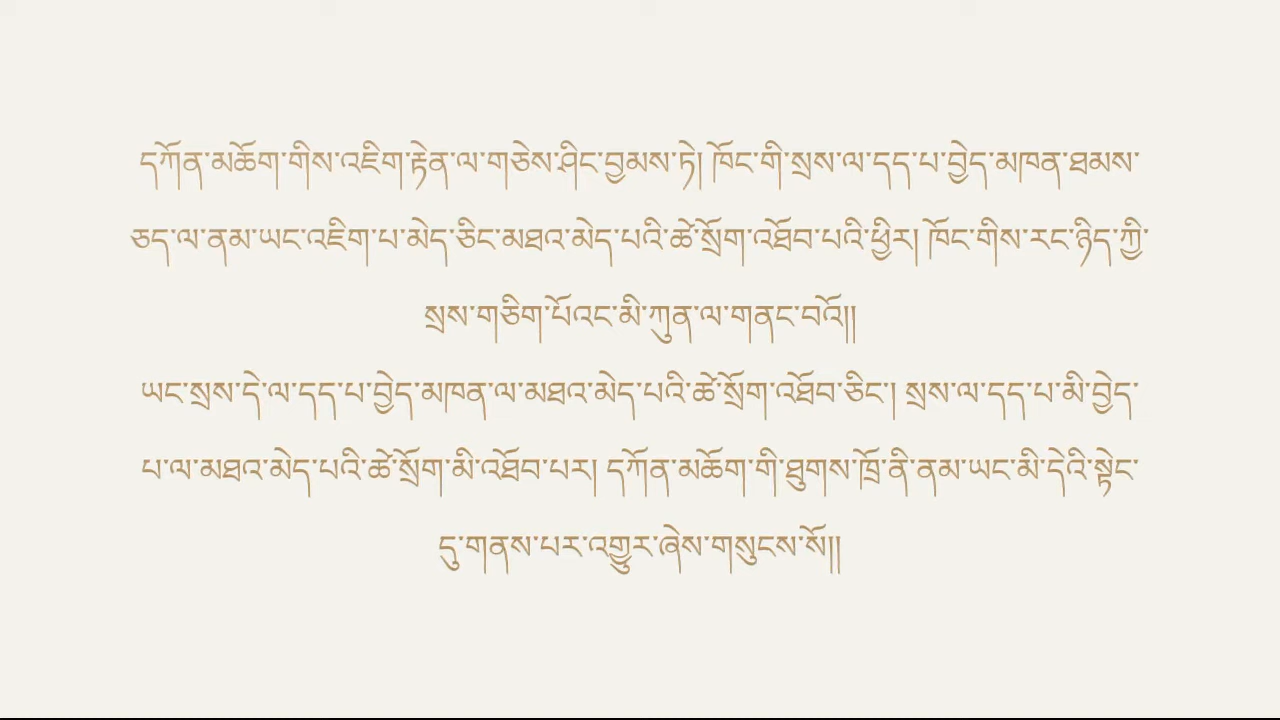 དཀོན་མཆོག་གིས་འཇིག་རྟེན་ལ་གཅེས་ཤིང་བྱམས་ཏེ། ཁོང་གི་སྲས་ལ་དད་པ་བྱེད་མཁན་ཐམས་
ཅད་ལ་ནམ་ཡང་འཇིག་པ་མེད་ཅིང་མཐའ་མེད་པའི་ཚེ་སྲོག་འཐོབ་པའི་ཕྱིར། ཁོང་གིས་རང་ཉིད་ཀྱི་
སྲས་གཅིག་པོའང་མི་ཀུན་ལ་གནང་བའོ།།
ཡང་སྲས་དེ་ལ་དད་པ་བྱེད་མཁན་ལ་མཐའ་མེད་པའི་ཚེ་སྲོག་འཐོབ་ཅིང་། སྲས་ལ་དད་པ་མི་བྱེད་
པ་ལ་མཐའ་མེད་པའི་ཚེ་སྲོག་མི་འཐོབ་པར། དཀོན་མཆོག་གི་ཐུགས་ཁྲོ་ནི་ནམ་ཡང་མི་དེའི་སྟེང་
དུ་གནས་པར་འགྱུར་ཞེས་གསུངས་སོ།།